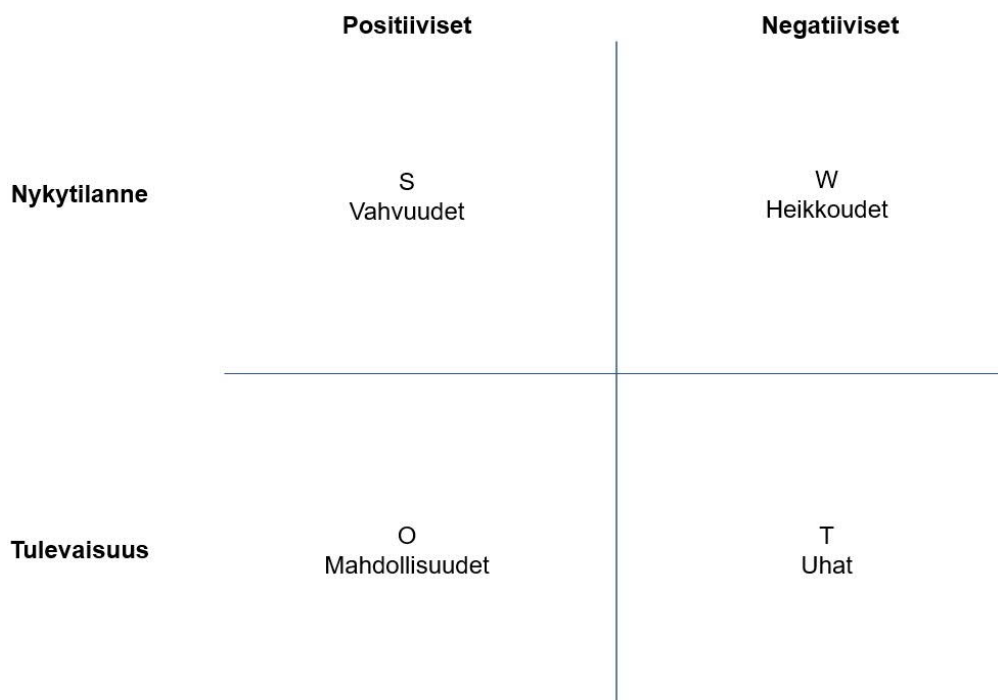 Positiiviset
Negatiiviset
Nykytilanne
S
Vahvuudet
W
Heikkoudet
Tulevaisuus
O
Mahdollisuudet
T
Uhat